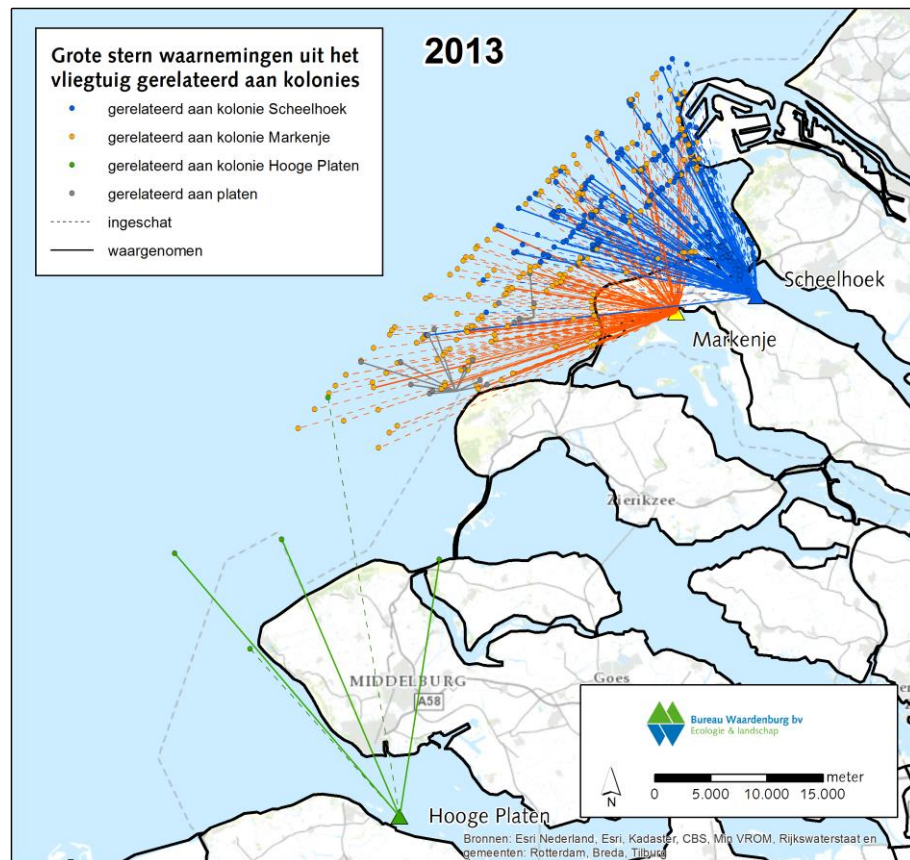 2013
Grote stern waarnemingen uit het
vliegtuig gerelateerd aan kolonies
gerelateerd aan kolonie Scheelhoek
gerelateerd aan kolonie Markenje
gerelateerd aan kolonie Hooge Platen
gerelateerd aan platen
ingeschat
waargenomen
Scheelhoek
Markenje
Zierikzee
MIDDELBURG
Goes
A58
Bureau Waardenburg bv
Ecologie & landschap
N
meter
0 5.000 10.000 15.000
Hooge Platen
Bronnen: Esri Nederland, Esri, Kadaster, CBS, Min VROM, Rijkswaterstaat en
gemeenten: Rotterdam, Breda, Tilburg